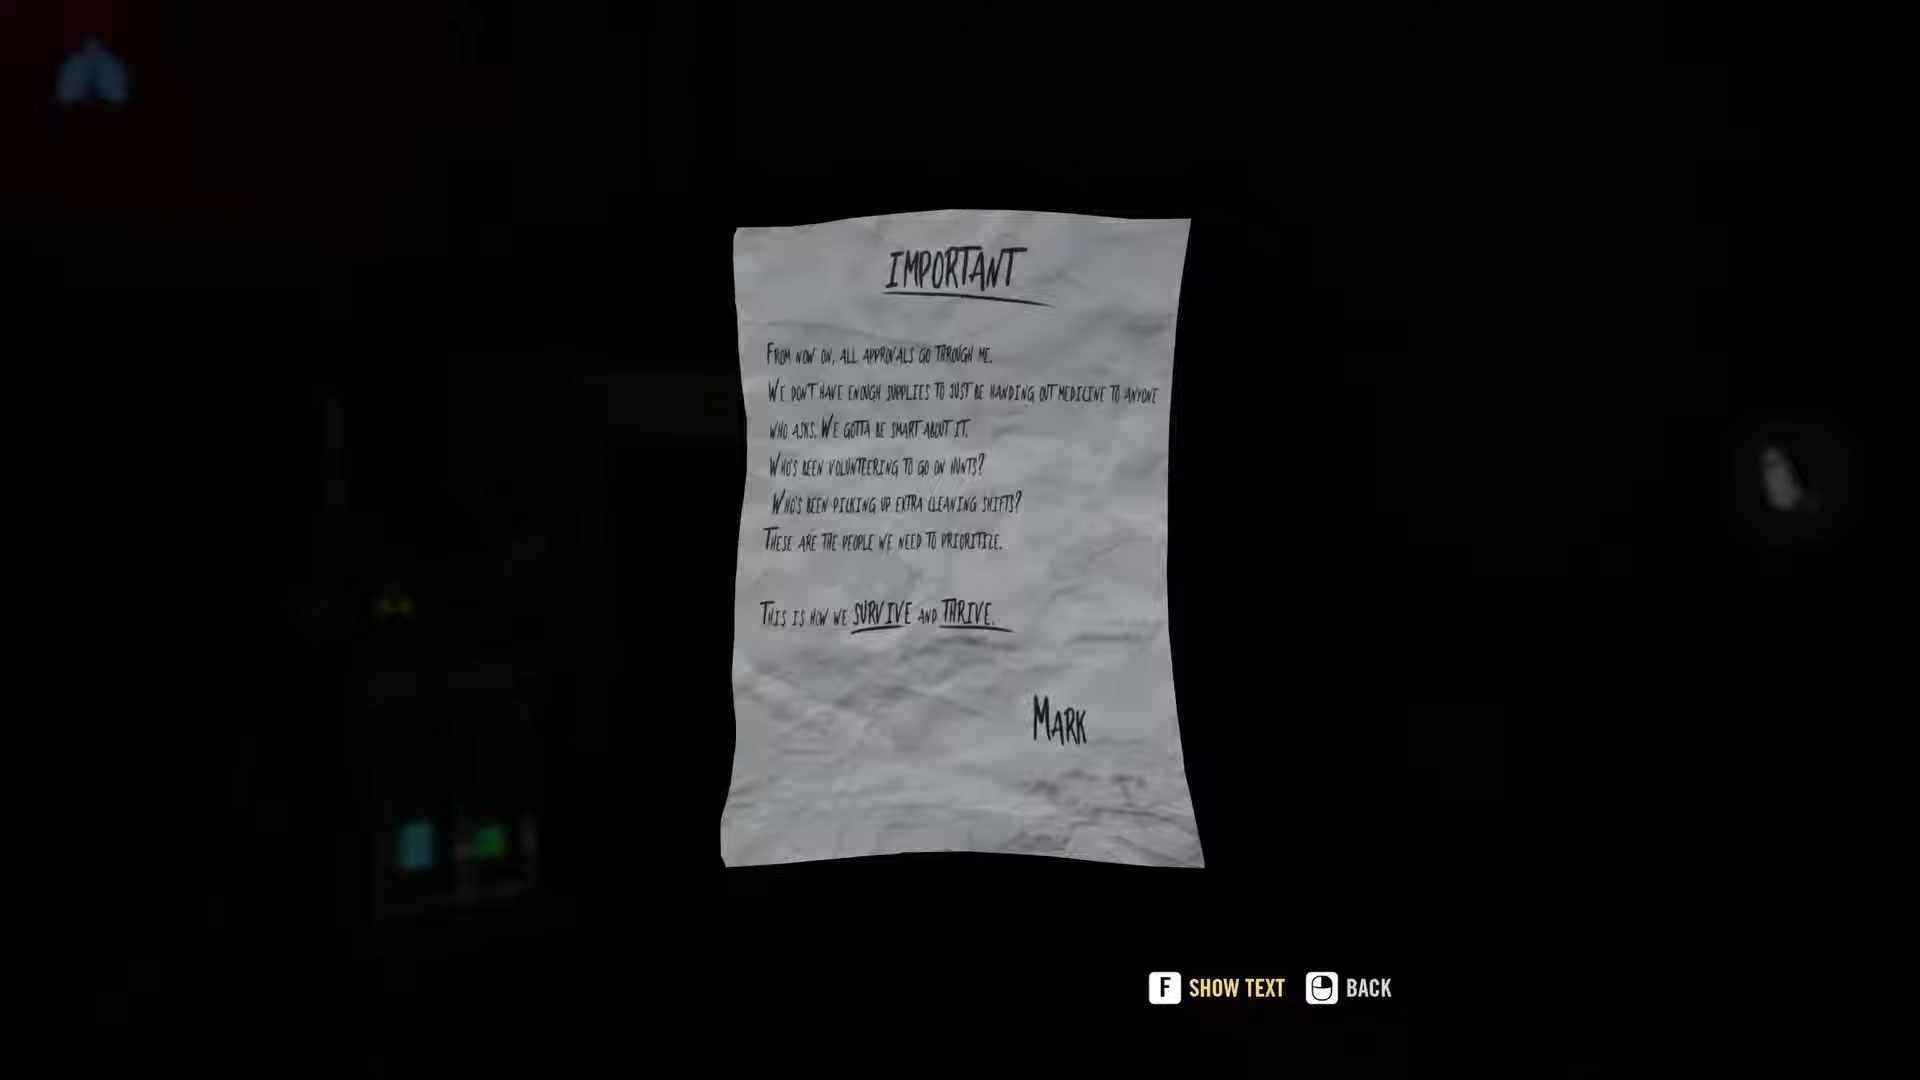 IMPORTANT
FROM NOW ON, ALL APPROVALS GO THROUGH ME.
WE DON'T HAVE ENOUGH SUPPLIES TO JUST BE HANDING OUT MEDICINE TO ANYONE
WHO ASKS. WE GOTTA BE SMART ABOUT IT.
WHO'S BEEN VOLUNTEERING TO GO ON HUNTS?
WHO'S BEEN PICKING UP EXTRA CLEANING SHIFTS?
THESE ARE THE PEOPLE WE NEED TO PRIORITIZE.
THIS IS HOW WE SURVIVE AND THRIVE.
MARK
F SHOW TEXT BACK